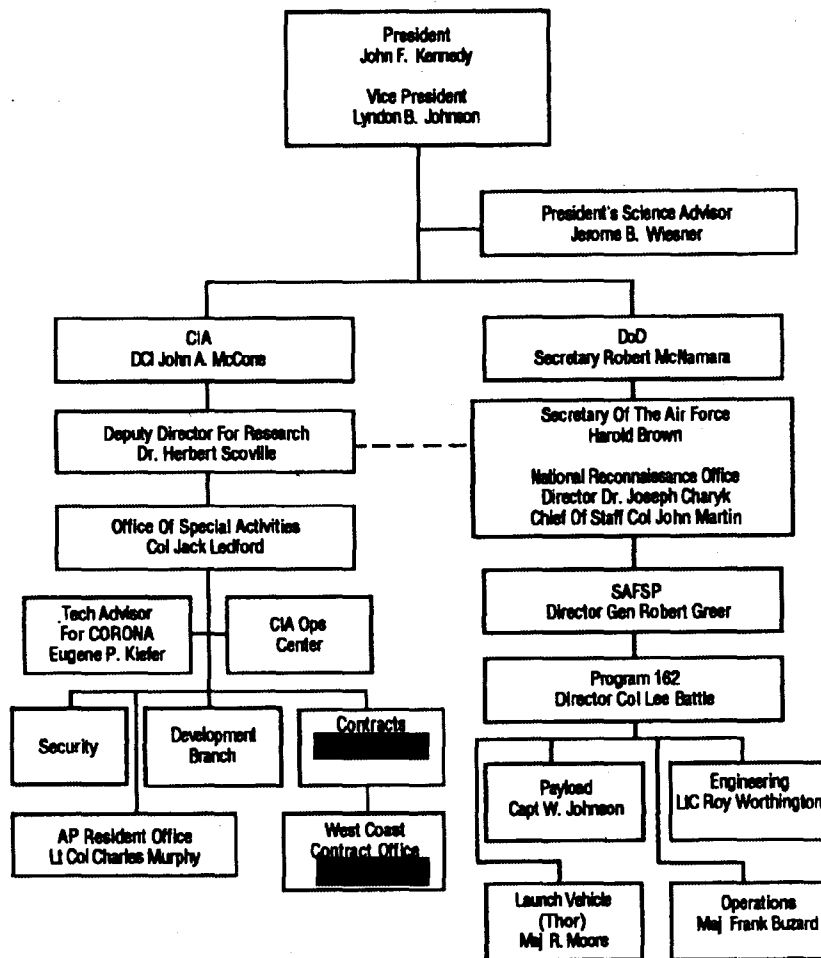 President
John F. Kennedy
Vice President
Lyndon B. Johnson
President's Science Advisor
Jerome B. Wiesner
CIA
DCI John A. McCone
DoD
Secretary Robert McNamara
Deputy Director For Research
Dr. Herbert Scoville
Secretary Of The Air Force
Harold Brown
National Reconnaissance Office
Director Dr. Joseph Charyk
Chief Of Staff Col John Martin
Office Of Special Activities
Col Jack Ledford
SAFSP
Director Gen Robert Greer
Tech Advisor
For CORONA
Eugene P. Kiefer
CIA Ops
Center
Program 162
Director Col Lee Battle
Security
Development
Branch
Contracts
Payload
Capt W. Johnson
Engineering
LtC Roy Worthington
AP Resident Office
Lt Col Charles Murphy
West Coast
Contract Office
Launch Vehicle
(Thor)
Maj R. Moore
Operations
Maj Frank Buzard